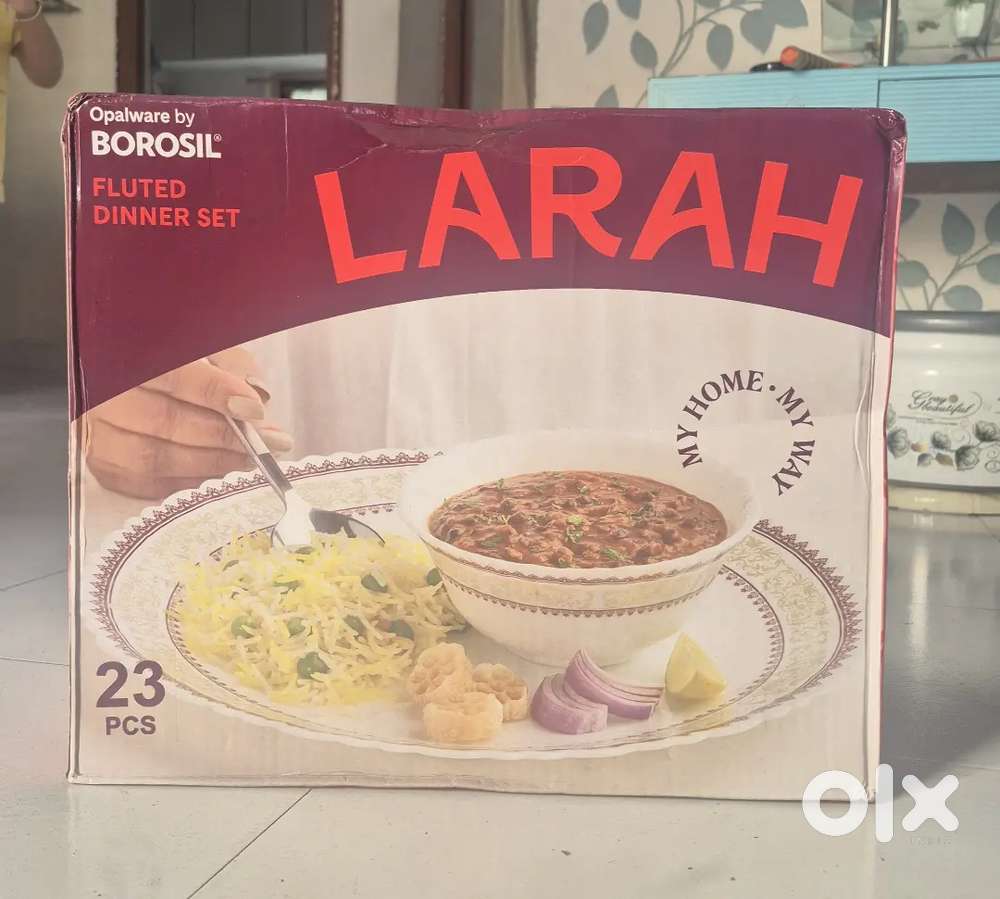 Opalware by
BOROSIL®
FLUTED
DINNER SET
LARAH
MY HOME · MY WAY
23
PCS
olx